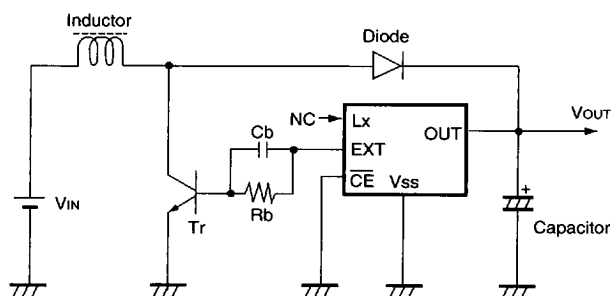 Inductor
Diode
NC
Lx
OUT
VOUT
Cb
EXT
CE
VSS
Rb
Tr
VIN
+
Capacitor